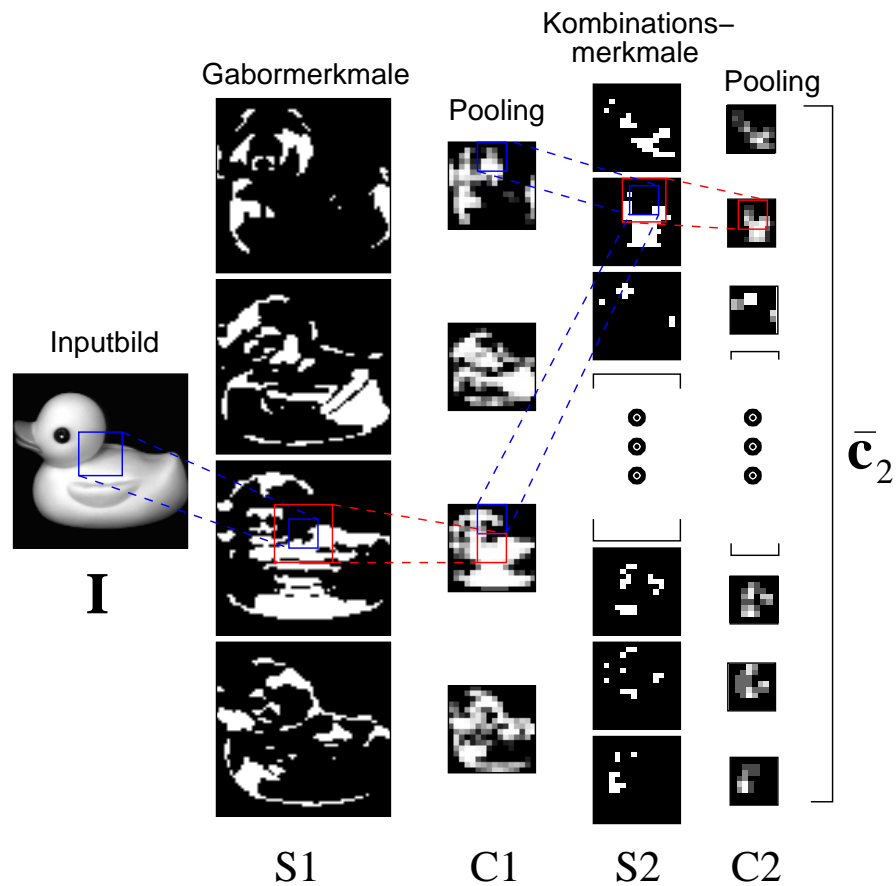 Kombinations–
merkmale
Gabormerkmale
Pooling
Pooling
Inputbild
I
c̄₂
S1
C1
S2
C2